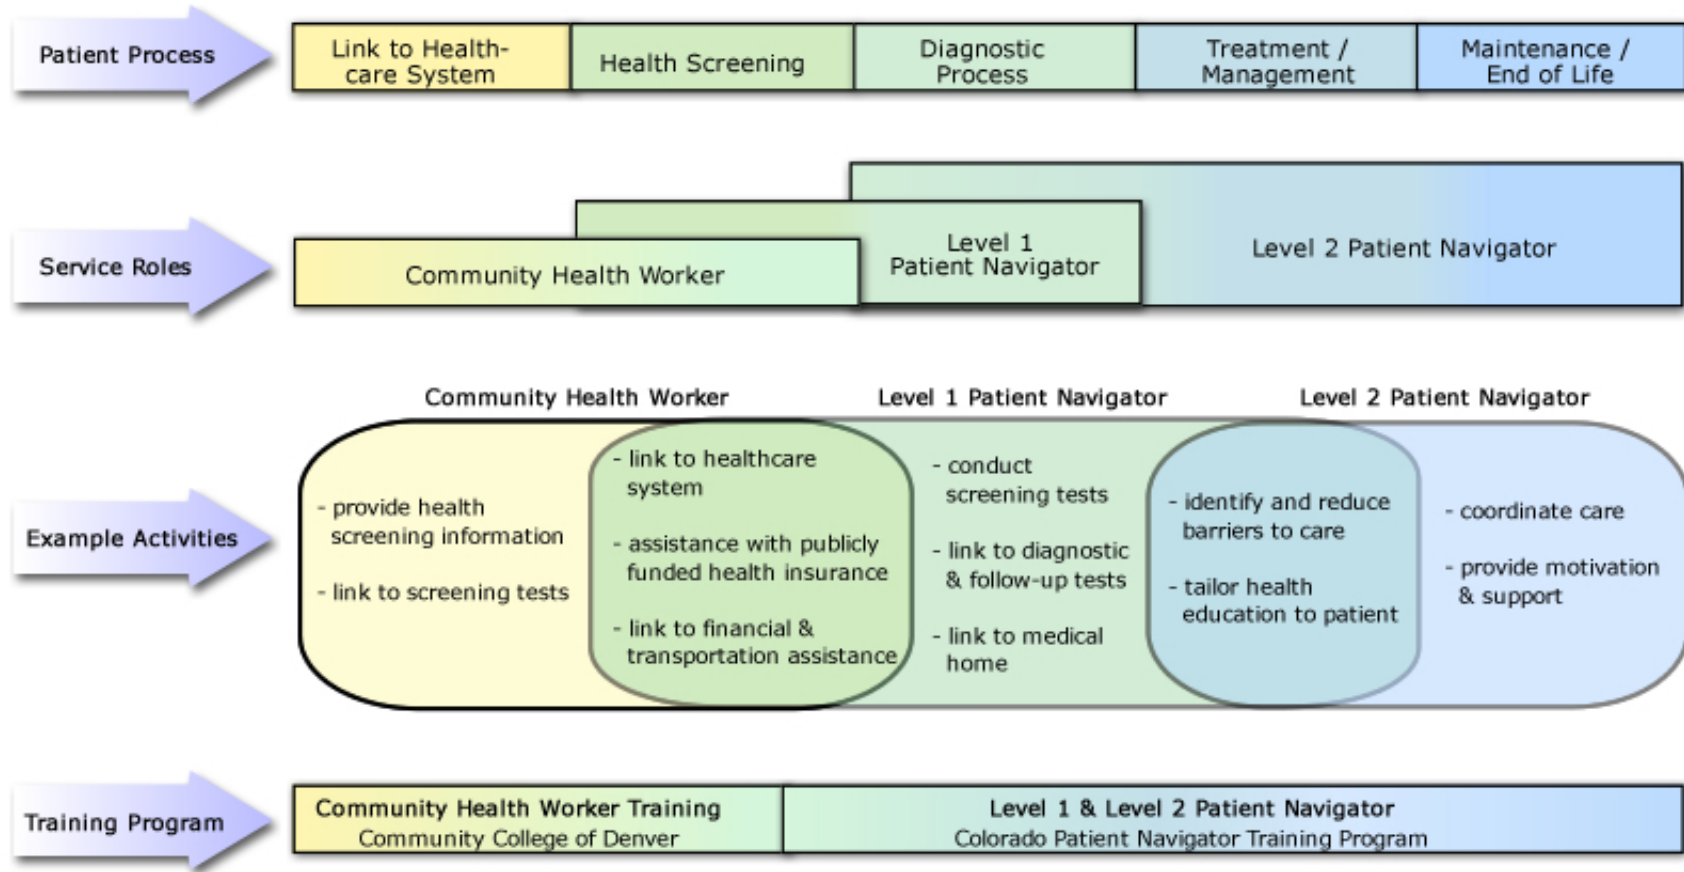 Patient Process
Link to Health-
care System
Health Screening
Diagnostic
Process
Treatment /
Management
Maintenance /
End of Life
Service Roles
Community Health Worker
Level 1
Patient Navigator
Level 2 Patient Navigator
Example Activities
Community Health Worker
- provide health
screening information
- link to screening tests
- link to healthcare
system
- assistance with publicly
funded health insurance
- link to financial &
transportation assistance
Level 1 Patient Navigator
- conduct
screening tests
- link to diagnostic
& follow-up tests
- link to medical
home
- identify and reduce
barriers to care
- tailor health
education to patient
Level 2 Patient Navigator
- coordinate care
- provide motivation
& support
Training Program
Community Health Worker Training
Community College of Denver
Level 1 & Level 2 Patient Navigator
Colorado Patient Navigator Training Program